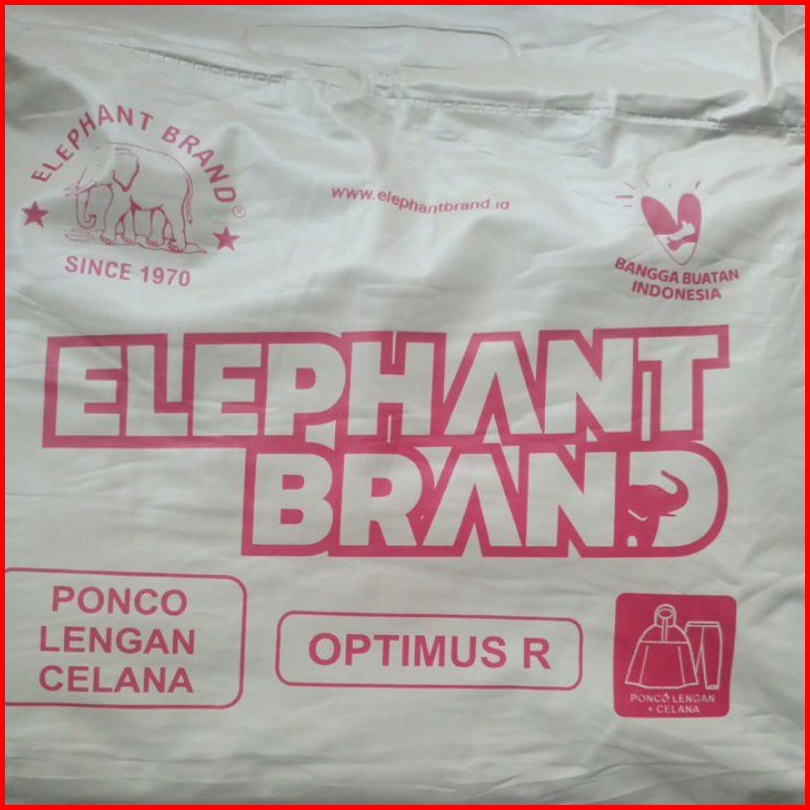 ELEPHANT BRAND®
SINCE 1970
www.elephantbrand.id
BANGGA BUATAN
INDONESIA
ELEPHANT
BRAND
PONCO
LENGAN
CELANA
OPTIMUS R
PONCO LENGAN
+ CELANA